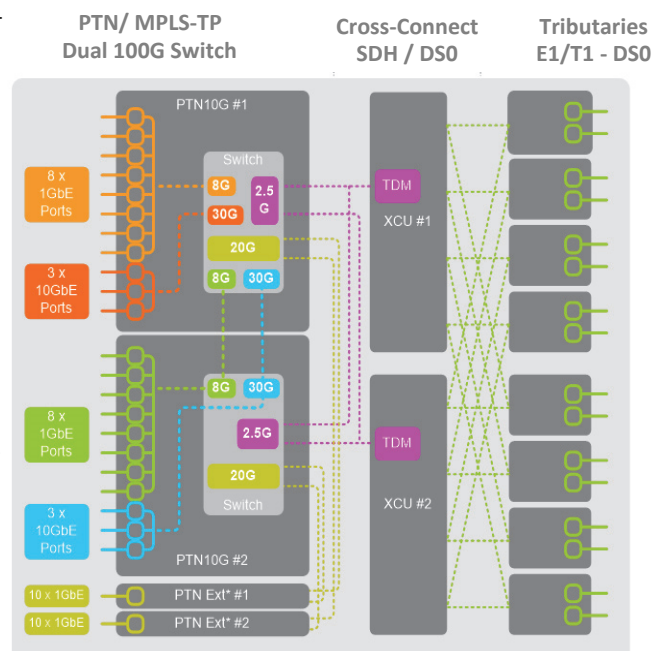 PTN/ MPLS-TP
Dual 100G Switch
Cross-Connect
SDH / DS0
Tributaries
E1/T1 - DS0
PTN10G #1
8 x
1GbE
Ports
3 x
10GbE
Ports
Switch
8G
2.5
G
30G
20G
8G
30G
TDM
XCU #1
8 x
1GbE
Ports
3 x
10GbE
Ports
8G
30G
2.5G
20G
Switch
PTN10G #2
TDM
XCU #2
10 x 1GbE
PTN Ext* #1
10 x 1GbE
PTN Ext* #2